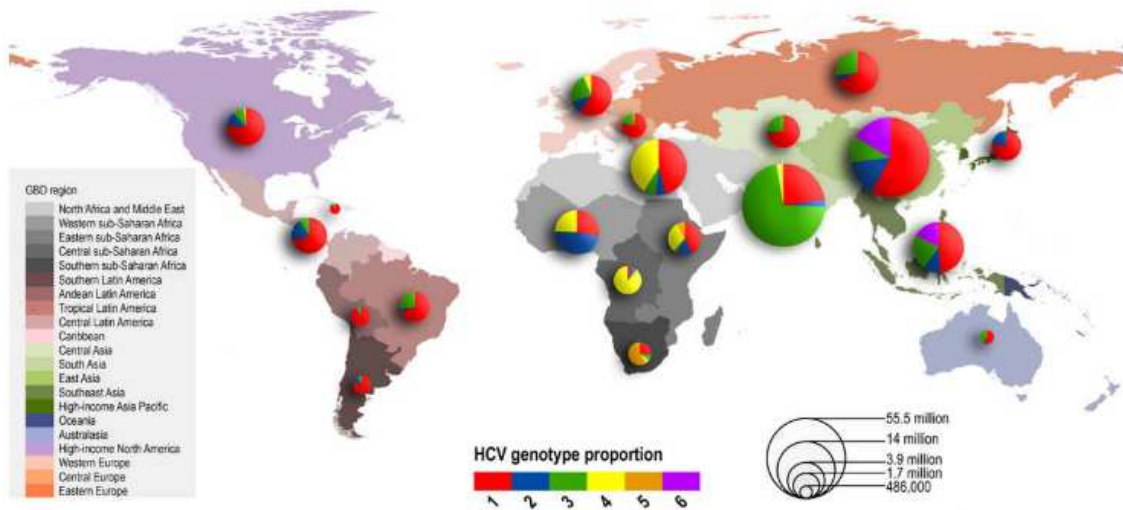 GBD region
North Africa and Middle East
Western sub-Saharan Africa
Eastern sub-Saharan Africa
Central sub-Saharan Africa
Southern sub-Saharan Africa
Southern Latin America
Andean Latin America
Tropical Latin America
Central Latin America
Caribbean
Central Asia
South Asia
East Asia
Southeast Asia
High-income Asia Pacific
Oceania
Australasia
High-income North America
Western Europe
Central Europe
Eastern Europe
HCV genotype proportion
1 2 3 4 5 6
55.5 million
14 million
3.9 million
1.7 million
486,000